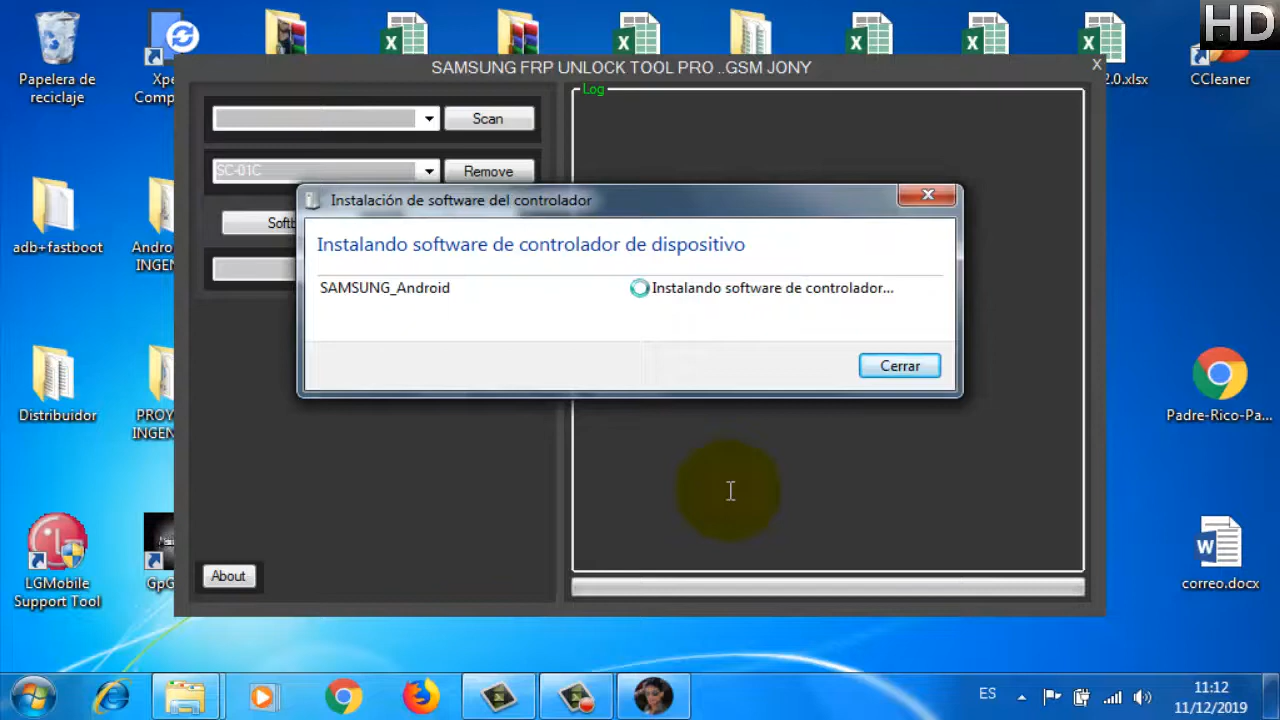 HD
Papelera de
reciclaje
Xpe
Comp
2.0.xlsx
CCleaner
SAMSUNG FRP UNLOCK TOOL PRO ..GSM JONY
X
Log
Scan
SC-01C
Remove
Softb
Instalación de software del controlador
Instalando software de controlador de dispositivo
SAMSUNG_Android
Instalando software de controlador...
Cerrar
adb+fastboot
Andro
INGEN
Distribuidor
PROY
INGEN
Padre-Rico-Pa...
LGMobile
Support Tool
GpG
correo.docx
About
ES
11:12
11/12/2019